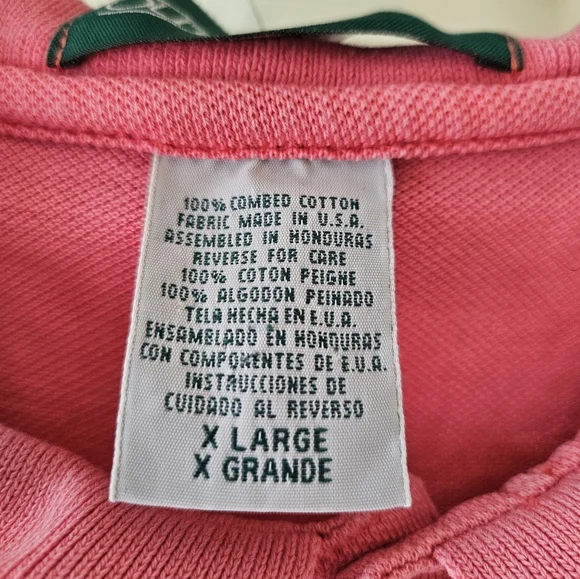 100% COMBED COTTON
FABRIC MADE IN U.S.A.
ASSEMBLED IN HONDURAS
REVERSE FOR CARE
100% COTON PEIGNE
100% ALGODON PEINADO
TELA HECHA EN E.U.A.
ENSAMBLADO EN HONDURAS
CON COMPONENTES DE E.U.A.
INSTRUCCIONES DE
CUIDADO AL REVERSO
X LARGE
X GRANDE